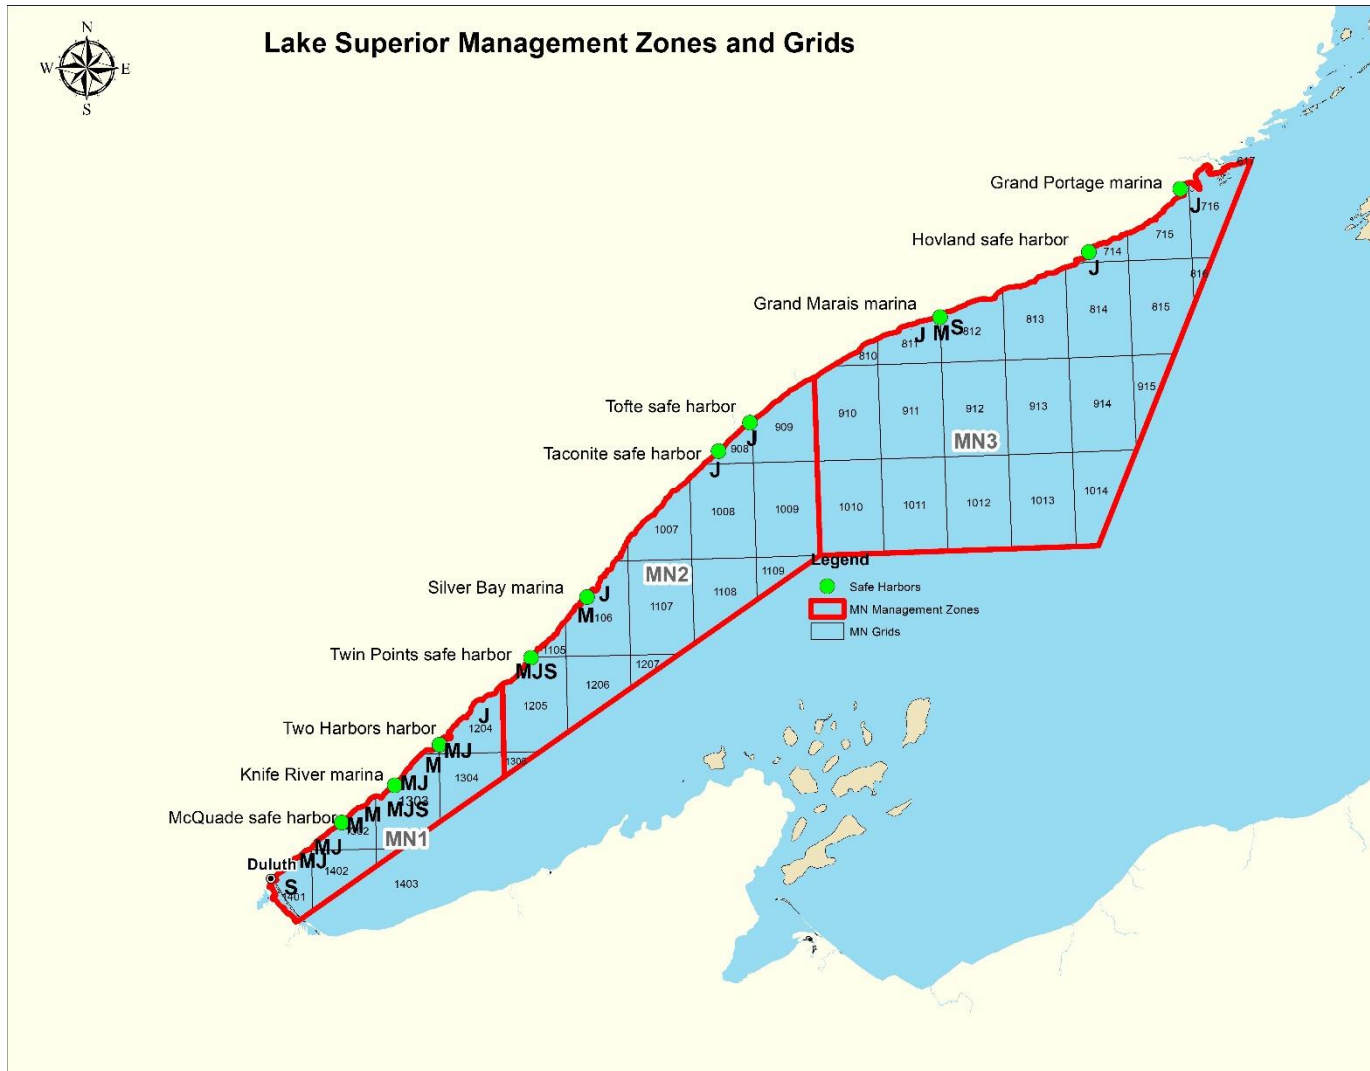 Lake Superior Management Zones and Grids
N
W E
S
617
Grand Portage marina
J 716
715
Hovland safe harbor
714
J
816
Grand Marais marina
815
814
813
812
J M S
811
810
915
914
913
912
911
910
MN3
Tofte safe harbor
909
J
Taconite safe harbor
908
J
1014
1013
1012
1011
1010
1009
1008
1007
Legend
Safe Harbors
MN Management Zones
MN Grids
MN2
1109
1108
1107
Silver Bay marina
J
M 106
Twin Points safe harbor
1105
MJS
1207
1206
1205
J
1204
Two Harbors harbor
MJ
M
1304
Knife River marina
MJ
1303
MJS
McQuade safe harbor
M
M
MN1
MJ
MJ
Duluth
1402
1403
S
1401